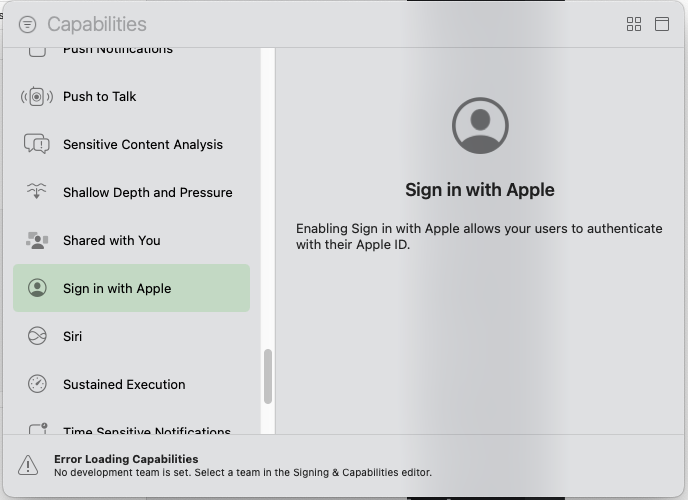 Capabilities
Push Notifications
Push to Talk
Sensitive Content Analysis
Shallow Depth and Pressure
Shared with You
Sign in with Apple
Siri
Sustained Execution
Time Sensitive Notifications
Sign in with Apple
Enabling Sign in with Apple allows your users to authenticate
with their Apple ID.
Error Loading Capabilities
No development team is set. Select a team in the Signing & Capabilities editor.